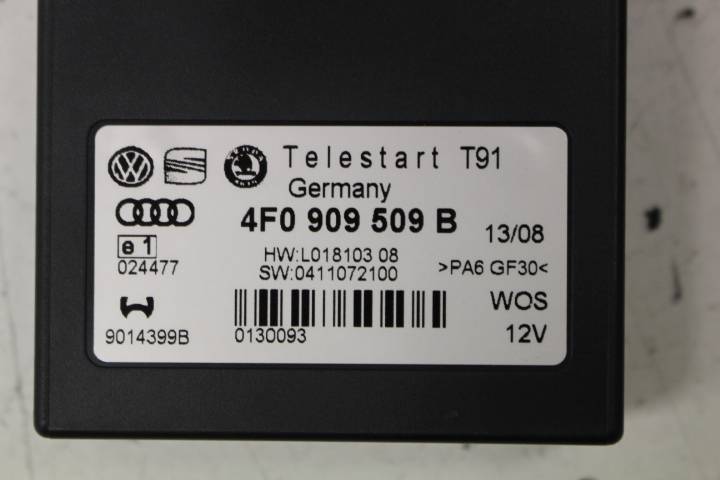 Telestart T91
Germany
4F0 909 509 B
13/08
e1
024477
HW:L018103 08
SW:0411072100
>PA6 GF30<
9014399B
0130093
WOS
12V